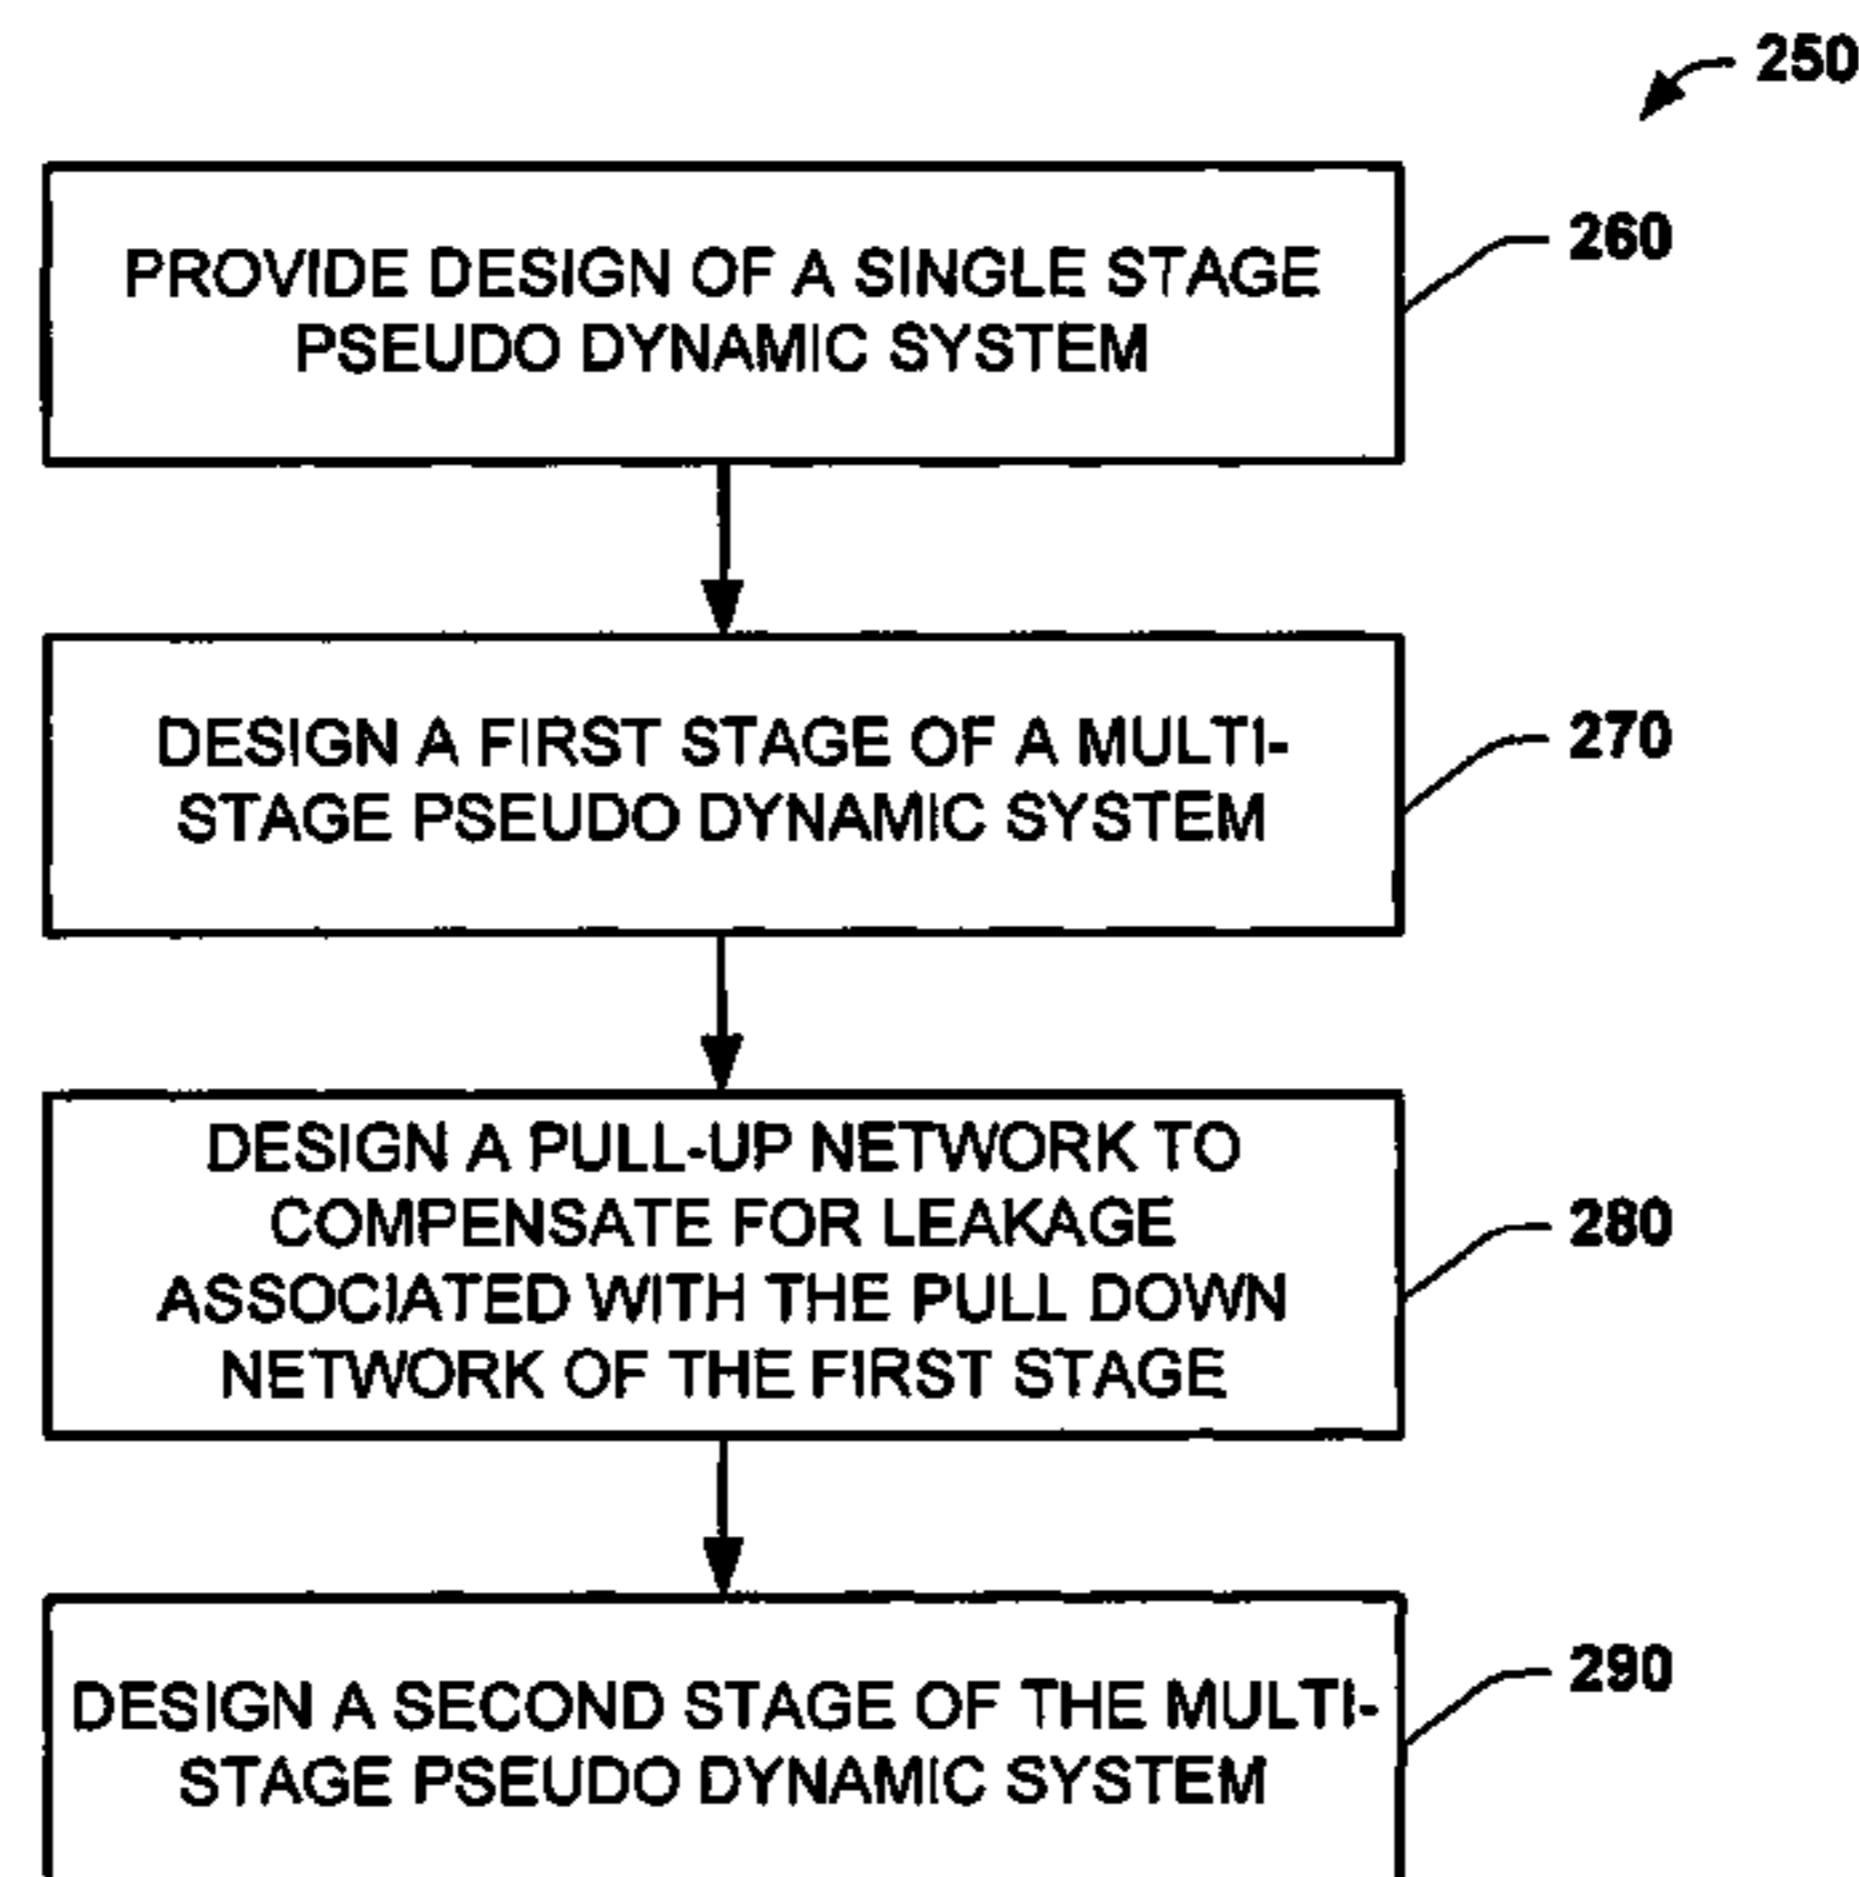 250
PROVIDE DESIGN OF A SINGLE STAGE
PSEUDO DYNAMIC SYSTEM
260
DESIGN A FIRST STAGE OF A MULTI-
STAGE PSEUDO DYNAMIC SYSTEM
270
DESIGN A PULL-UP NETWORK TO
COMPENSATE FOR LEAKAGE
ASSOCIATED WITH THE PULL DOWN
NETWORK OF THE FIRST STAGE
280
DESIGN A SECOND STAGE OF THE MULTI-
STAGE PSEUDO DYNAMIC SYSTEM
290